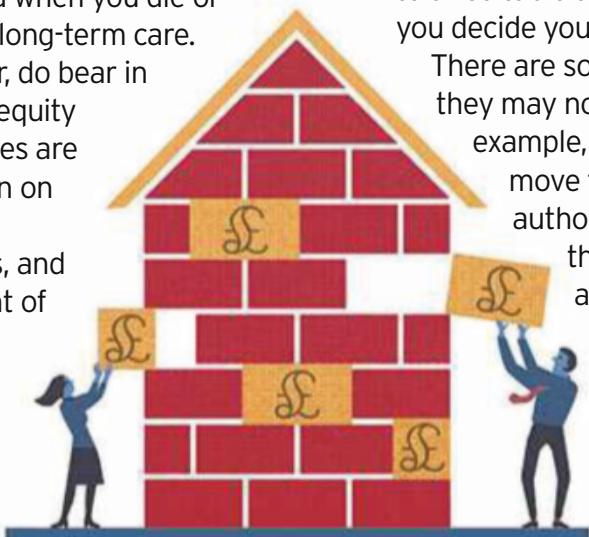 when you die or
long-term care.
, do bear in
equity
es are
n on
s, and
t of
you decide you
There are so
they may no
example,
move
autho
th
a
£
£
£
£
£